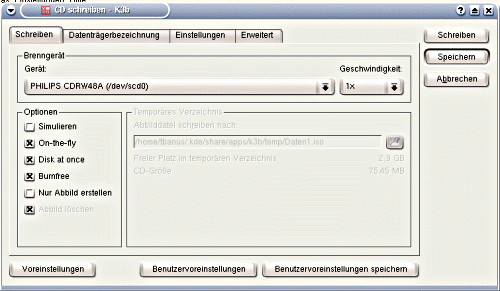 CD schreiben - K3b
Schreiben Datenträgerbezeichnung Einstellungen Erweitert
Schreiben
Speichern
Abbrechen
Brenngerät
Gerät: Geschwindigkeit:
PHILIPS CDRW48A (/dev/scd0) 1x
Optionen
Simulieren
On-the-fly
Disk at once
Burnfree
Nur Abbild erstellen
Abbild löschen
Temporäres Verzeichnis
Abbilddatei schreiben nach:
/home/tbanus/.kde/share/apps/k3b/temp/Daten1.iso
Freier Platz im temporären Verzeichnis 2,9 GB
CD-Größe 75.45 MB
Voreinstellungen Benutzervoreinstellungen Benutzervoreinstellungen speichern